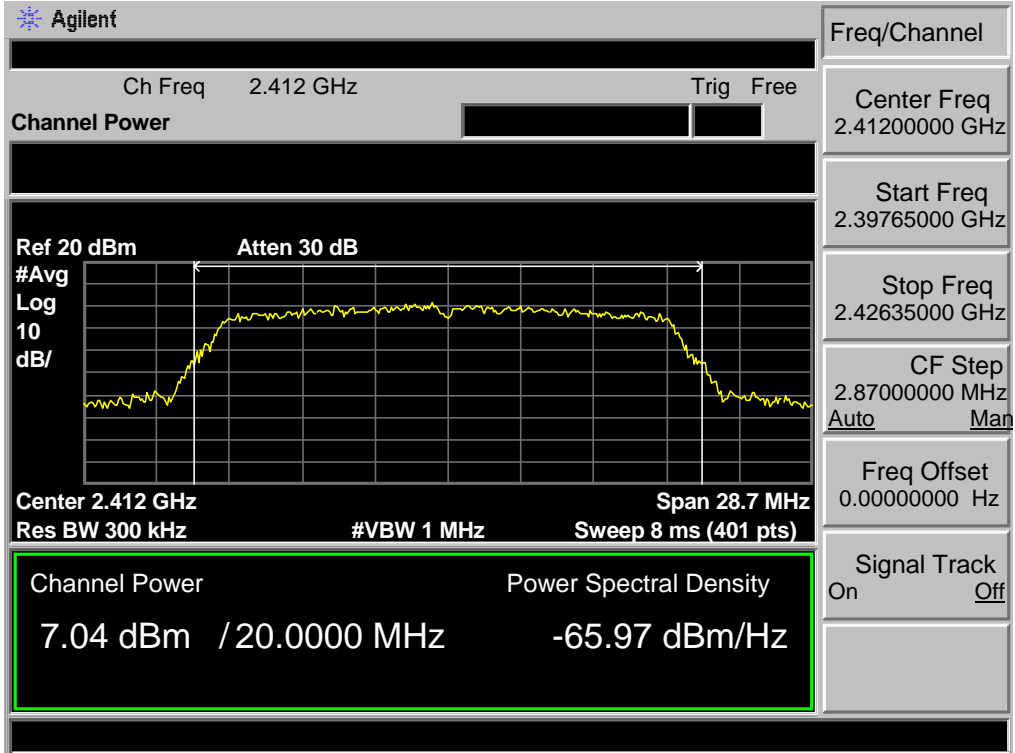 Agilent
Freq/Channel
Ch Freq 2.412 GHz Trig Free
Channel Power
Center Freq
2.41200000 GHz
Start Freq
2.39765000 GHz
Stop Freq
2.42635000 GHz
CF Step
2.87000000 MHz
Auto Man
Freq Offset
0.00000000 Hz
Signal Track
On Off
Ref 20 dBm Atten 30 dB
#Avg
Log
10
dB/
Center 2.412 GHz Span 28.7 MHz
Res BW 300 kHz #VBW 1 MHz Sweep 8 ms (401 pts)
Channel Power Power Spectral Density
7.04 dBm / 20.0000 MHz -65.97 dBm/Hz